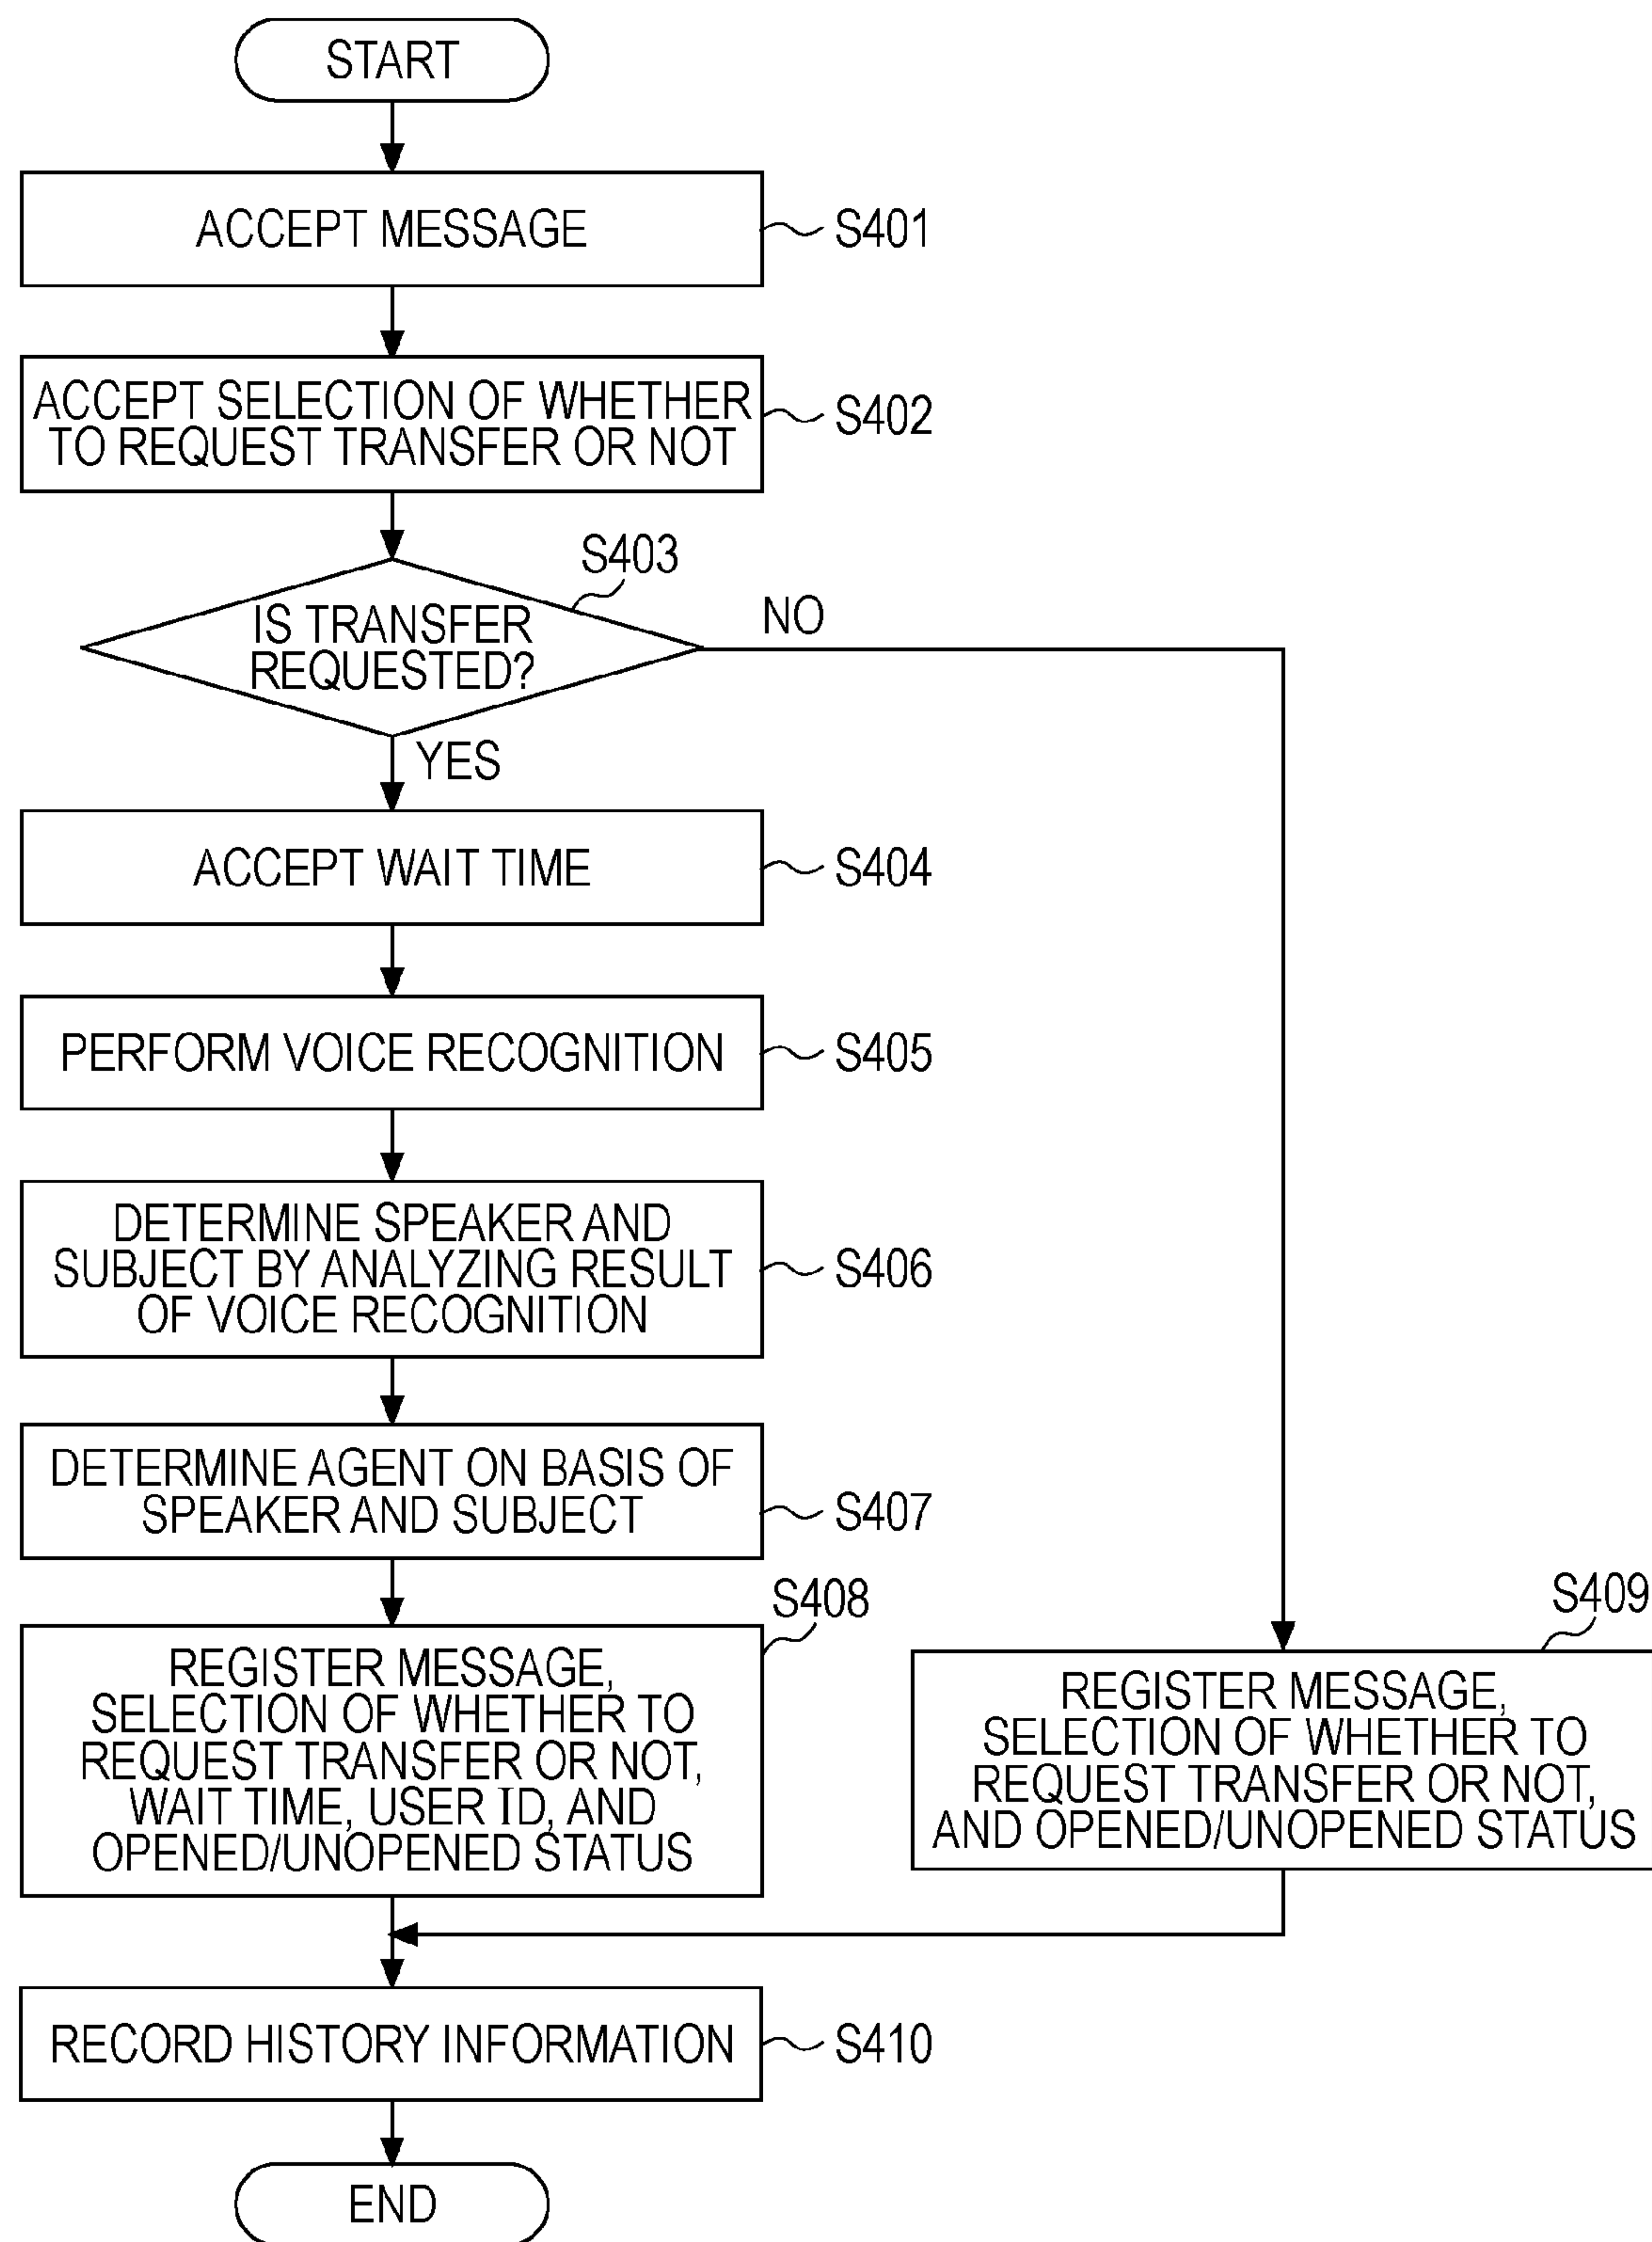 START
ACCEPT MESSAGE
S401
ACCEPT SELECTION OF WHETHER
TO REQUEST TRANSFER OR NOT
S402
S403
IS TRANSFER
REQUESTED?
NO
YES
ACCEPT WAIT TIME
S404
PERFORM VOICE RECOGNITION
S405
DETERMINE SPEAKER AND
SUBJECT BY ANALYZING RESULT
OF VOICE RECOGNITION
S406
DETERMINE AGENT ON BASIS OF
SPEAKER AND SUBJECT
S407
S408
REGISTER MESSAGE,
SELECTION OF WHETHER TO
REQUEST TRANSFER OR NOT,
WAIT TIME, USER ID, AND
OPENED/UNOPENED STATUS
S409
REGISTER MESSAGE,
SELECTION OF WHETHER TO
REQUEST TRANSFER OR NOT,
AND OPENED/UNOPENED STATUS
RECORD HISTORY INFORMATION
S410
END